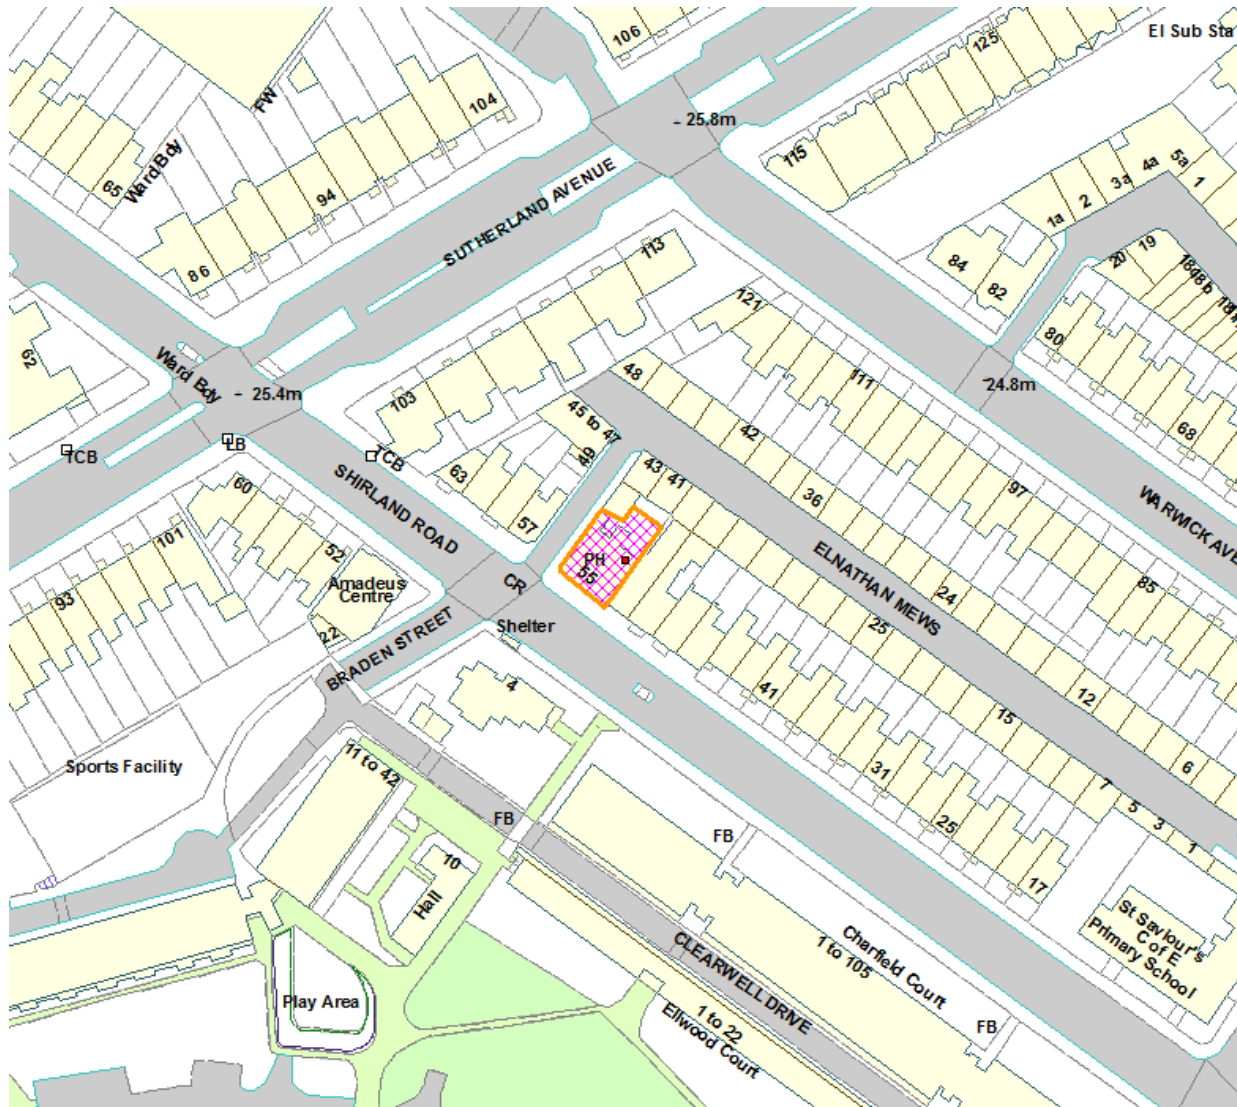 106
125
El Sub Sta
FW
104
25.8m
115
65
Ward Bdy
94
86
SUTHERLAND AVENUE
113
5a
4a
3a
2
1a
1
84
82
20
19
80
121
62
Ward Bdy
25.4m
103
48
111
24.8m
45 to 47
42
68
TCB
LB
TCB
63
49
43
41
97
60
SHIRLAND ROAD
57
36
WARWICK AVE
101
52
PH
55
ELNATHAN MEWS
85
Amadeus
Centre
CR
24
93
22
BRADEN STREET
Shelter
25
4
41
15
12
Sports Facility
11 to 42
31
7
6
5
3
1
FB
FB
25
10
17
Hall
St Saviour's
C of E
Primary School
Charfield Court
1 to 105
CLEARWELL DRIVE
Play Area
1 to 22
Ellwood Court
FB